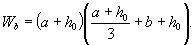 W_b = (a + h_0)((a + h_0)/3 + b + h_0).